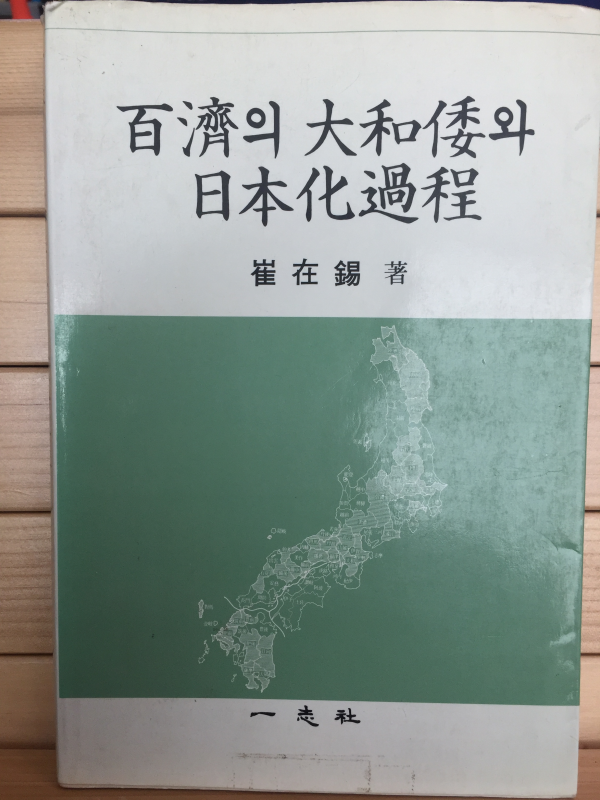 百濟의 大和倭와
日本化過程
崔在錫 著
一志社